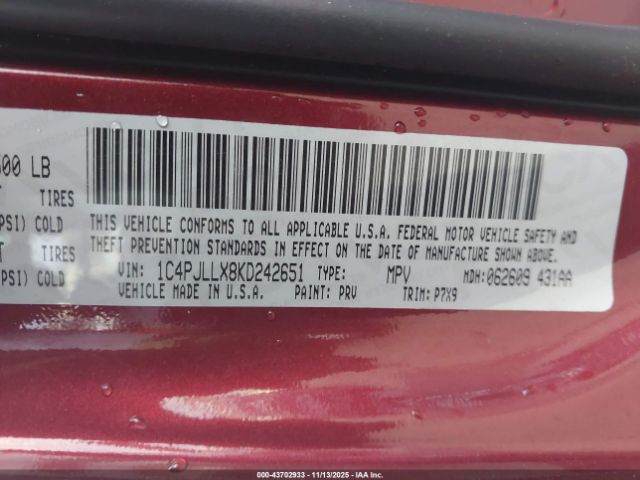 500 LB
TIRES
PSI) COLD
TIRES
PSI) COLD
THIS VEHICLE CONFORMS TO ALL APPLICABLE U.S.A. FEDERAL MOTOR VEHICLE SAFETY AND
THEFT PREVENTION STANDARDS IN EFFECT ON THE DATE OF MANUFACTURE SHOWN ABOVE.
VIN: 1C4PJLLX8KD242651 TYPE: MPV MDH: 062609 431AA
VEHICLE MADE IN U.S.A. PAINT: PRV TRIM: P7X9
000-43702933 - 11/13/2025 - IAA Inc.